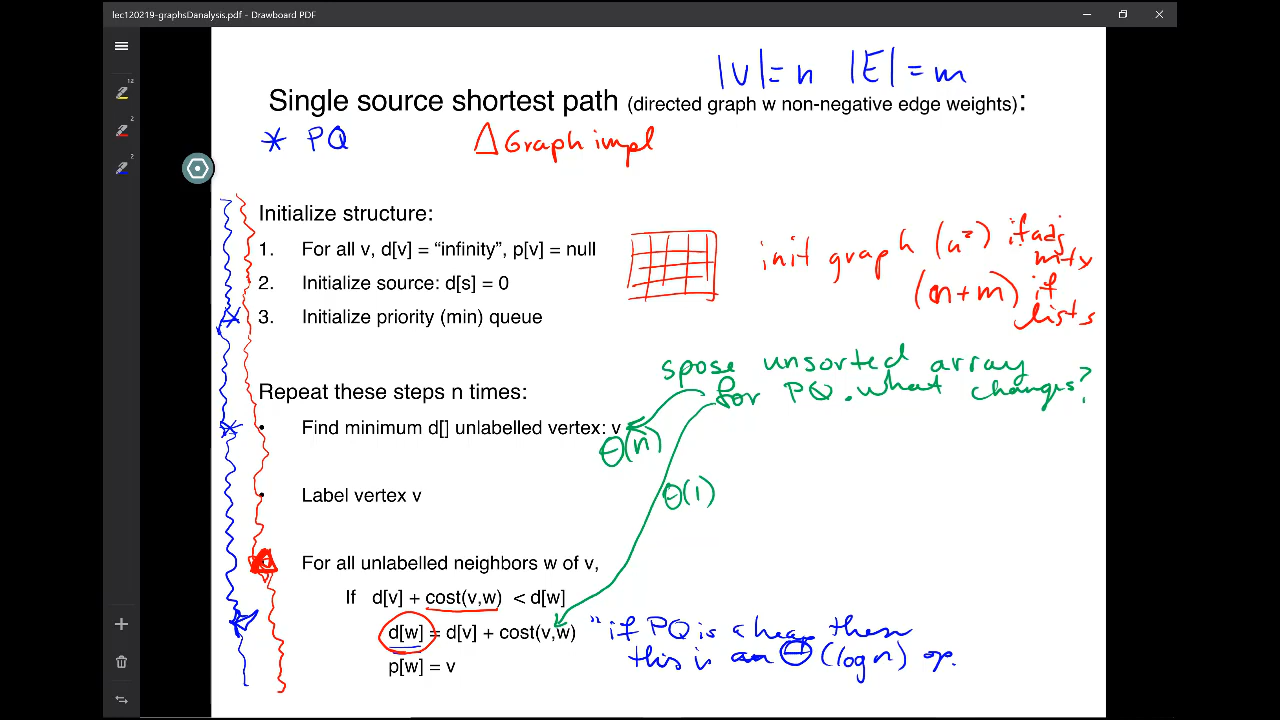 lec120219-graphsDanalysis.pdf - Drawboard PDF
12
2
2
|V| = n |E| = m
Single source shortest path (directed graph w non-negative edge weights):
* PQ Δ Graph impl
Initialize structure:
1. For all v, d[v] = “infinity”, p[v] = null
2. Initialize source: d[s] = 0
3. Initialize priority (min) queue
init graph (n²) if adj mtx
(n+m) if lists
spose unsorted array
for PQ. what changes?
Repeat these steps n times:
• Find minimum d[] unlabelled vertex: v
Θ(n)
• Label vertex v
Θ(1)
• For all unlabelled neighbors w of v,
If d[v] + cost(v,w) < d[w]
d[w] = d[v] + cost(v,w)
p[w] = v
"if PQ is a heap then
this is an Θ(log n) op.